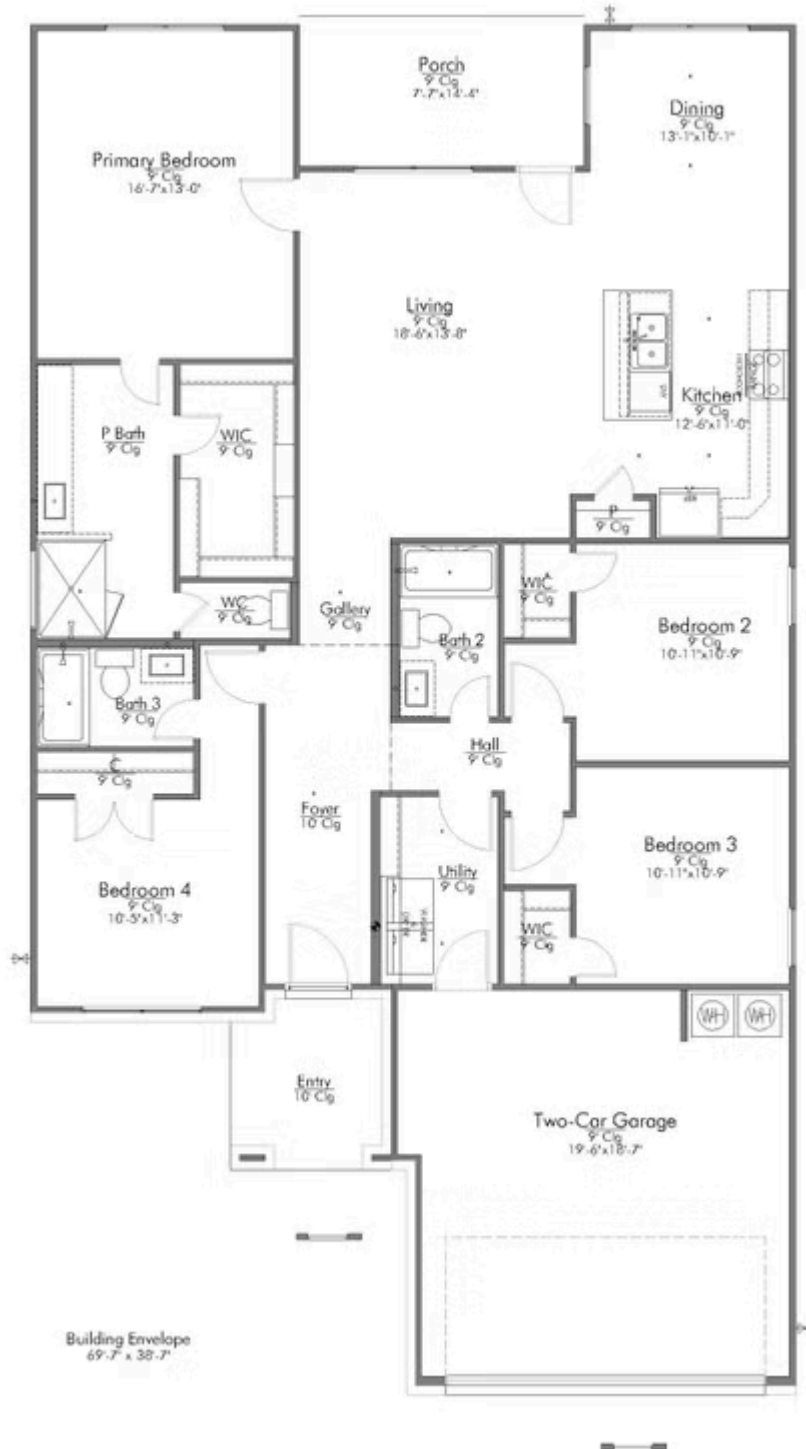 Porch
9' Clg
7'-7"x14'-4"
Dining
9' Clg
13'-1"x10'-1"
Primary Bedroom
9' Clg
16'-7"x13'-0"
Living
9' Clg
18'-6"x13'-8"
Kitchen
9' Clg
12'-6"x11'-0"
P Bath
9' Clg
WIC
9' Clg
P
9' Clg
REF
DW
WC
9' Clg
Gallery
9' Clg
Bath 2
9' Clg
WIC
9' Clg
Bedroom 2
10'-11"x10'-9"
9' Clg
Bath 3
9' Clg
C
9' Clg
Hall
9' Clg
Foyer
10' Clg
Bedroom 3
9' Clg
10'-11"x10'-9"
Utility
9' Clg
WASHER
DRYER
Bedroom 4
9' Clg
10'-5"x11'-3"
WIC
9' Clg
WH
WH
Entry
10' Clg
Two-Car Garage
9' Clg
19'-6"x18'-7"
Building Envelope
69'-7" x 38'-7"